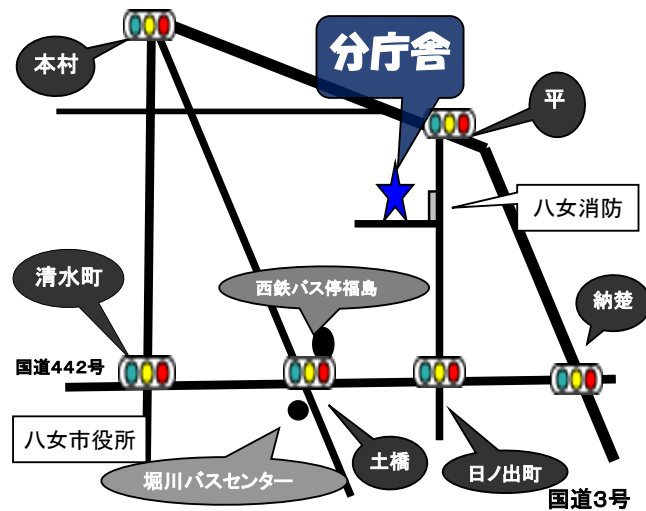 分庁舎
本村
平
八女消防
清水町
西鉄バス停福島
納楚
国道442号
八女市役所
堀川バスセンター
土橋
日ノ出町
国道3号